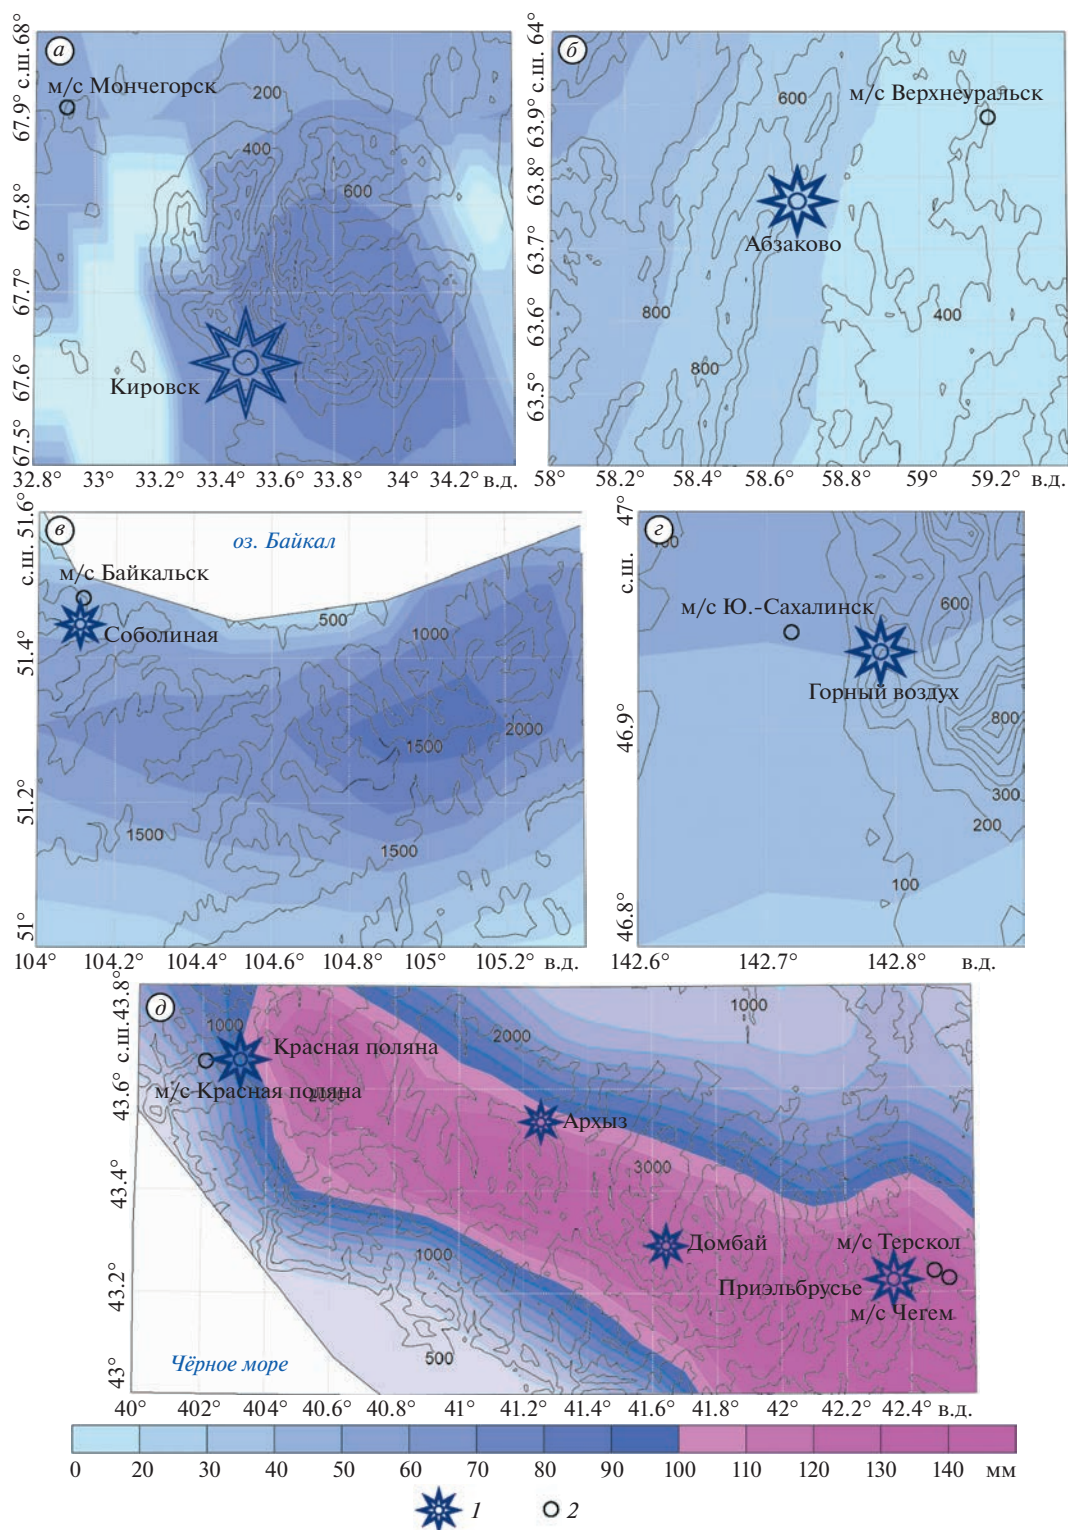 а
м/с Мончегорск
200
400
600
Кировск
67.5° 67.6° 67.7° 67.8° 67.9° с.ш. 68°
32.8° 33° 33.2° 33.4° 33.6° 33.8° 34° 34.2° в.д.
б
600
м/с Верхнеуральск
Абзаково
800
400
800
63.5° 63.6° 63.7° 63.8° 63.9° с.ш. 64°
58° 58.2° 58.4° 58.6° 58.8° 59° 59.2° в.д.
в
оз. Байкал
м/с Байкальск
Соболиная
500
1000
2000
1500
1500
1500
51° 51.2° 51.4° с.ш. 51.6°
104° 104.2° 104.4° 104.6° 104.8° 105° 105.2° в.д.
г
600
м/с Ю.-Сахалинск
Горный воздух
800
300
200
100
46.8° 46.9° с.ш. 47°
142.6° 142.7° 142.8° в.д.
д
1000
1000
2000
Красная поляна
м/с Красная поляна
Архыз
3000
Домбай
м/с Терскол
Приэльбрусье
м/с Чегем
1000
500
Чёрное море
43° 43.2° 43.4° 43.6° с.ш. 43.8°
40° 402° 404° 40.6° 40.8° 41° 41.2° 41.4° 41.6° 41.8° 42° 42.2° 42.4° в.д.
0 20 30 40 60 70 80 90 100 110 120 130 140 мм
1 2